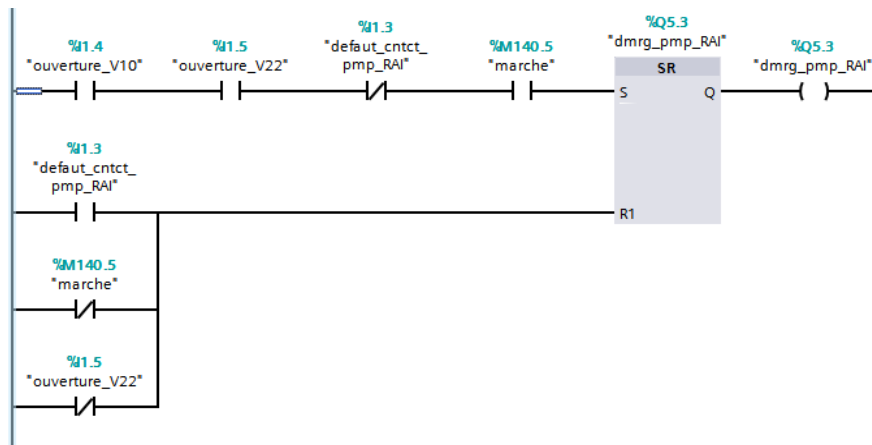 %Q5.3
%I1.4 %I1.5 %I1.3 %M140.5 "dmrg_pmp_RAI" %Q5.3
"ouverture_V10" "ouverture_V22" "defaut_cntct_ "marche" SR "dmrg_pmp_RAI"
pmp_RAI"
S Q
%I1.3
"defaut_cntct_
pmp_RAI"
R1
%M140.5
"marche"
%I1.5
"ouverture_V22"